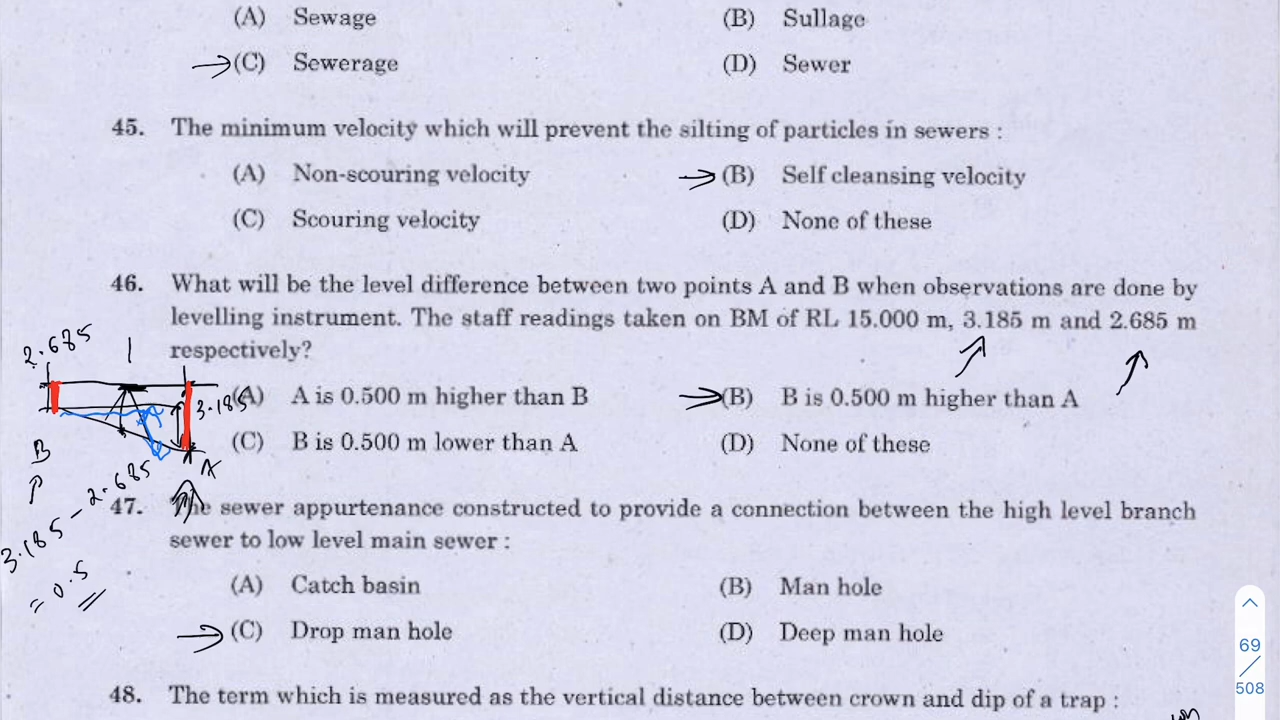 (A) Sewage (B) Sullage
→(C) Sewerage (D) Sewer
45. The minimum velocity which will prevent the silting of particles in sewers :
(A) Non-scouring velocity →(B) Self cleansing velocity
(C) Scouring velocity (D) None of these
46. What will be the level difference between two points A and B when observations are done by
levelling instrument. The staff readings taken on BM of RL 15.000 m, 3.185 m and 2.685 m
respectively?
2.685
3.185
(A) A is 0.500 m higher than B →(B) B is 0.500 m higher than A
(C) B is 0.500 m lower than A (D) None of these
B
A
3.185 - 2.685
= 0.5
47. The sewer appurtenance constructed to provide a connection between the high level branch
sewer to low level main sewer :
(A) Catch basin (B) Man hole
→(C) Drop man hole (D) Deep man hole
69
/
508
48. The term which is measured as the vertical distance between crown and dip of a trap :